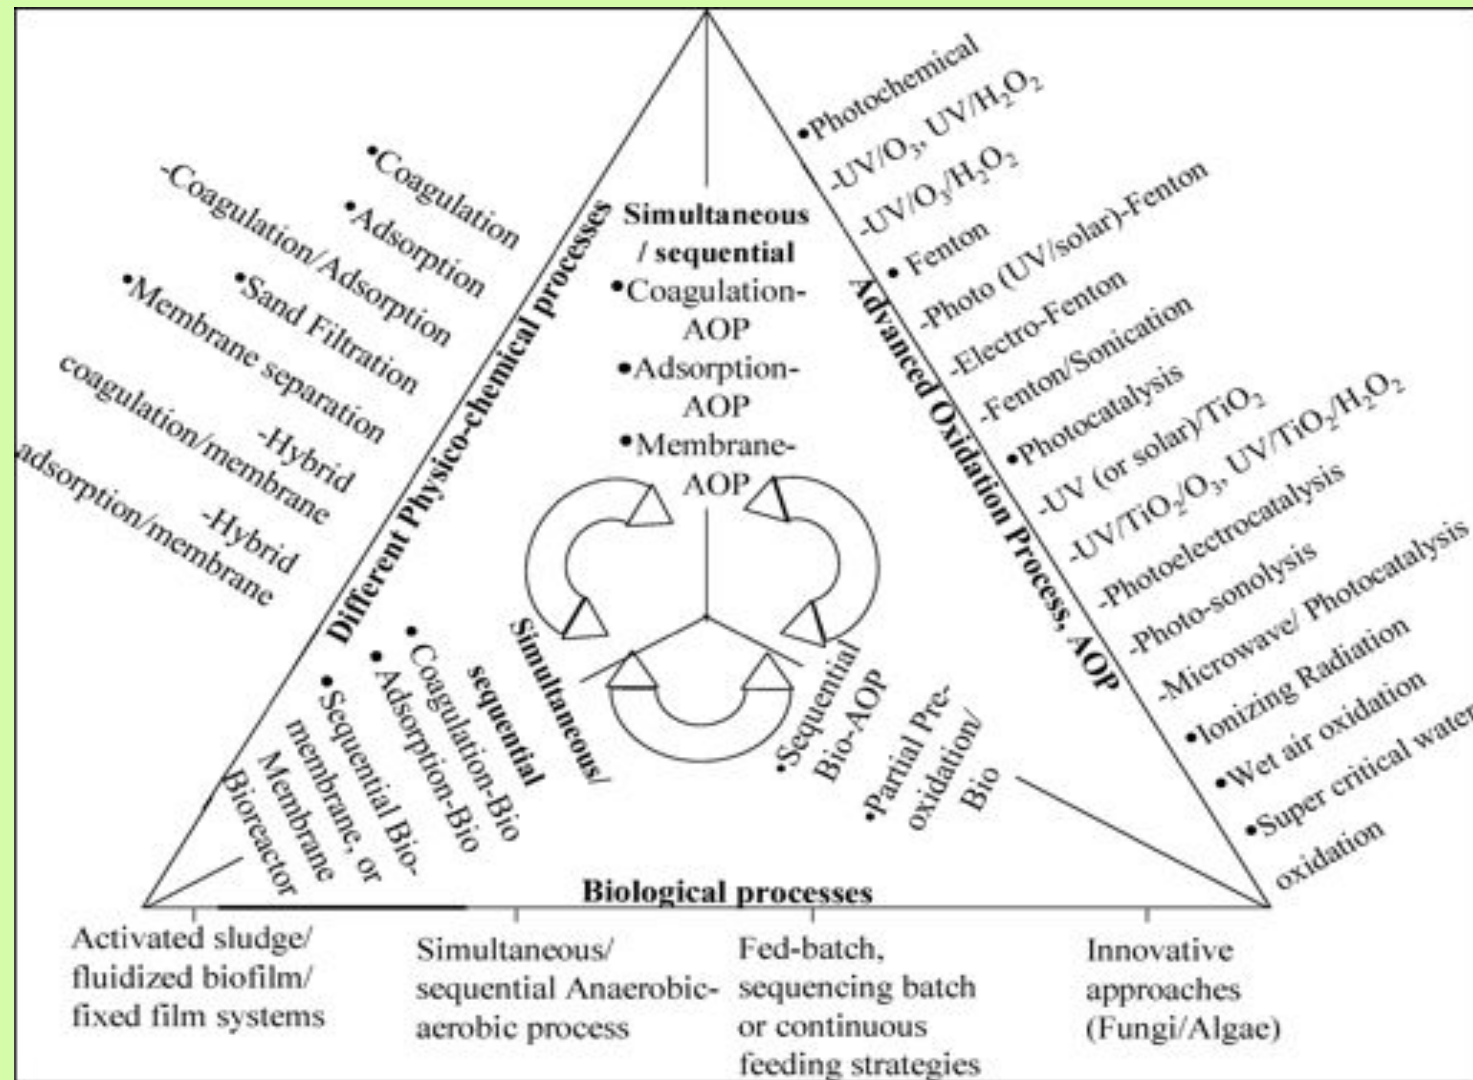 •Coagulation
•Adsorption
-Coagulation/Adsorption
•Sand Filtration
•Membrane separation
-Hybrid
coagulation/membrane
-Hybrid
adsorption/membrane
Different Physico-chemical processes
Simultaneous
/ sequential
•Coagulation-
AOP
•Adsorption-
AOP
•Membrane-
AOP
Advanced Oxidation Process, AOP
•Photochemical
-UV/O₃, UV/H₂O₂
-UV/O₃/H₂O₂
• Fenton
-Photo (UV/solar)-Fenton
-Electro-Fenton
-Fenton/Sonication
•Photocatalysis
-UV (or solar)/TiO₂
-UV/TiO₂/O₃, UV/TiO₂/H₂O₂
-Photoelectrocatalysis
-Photo-sonolysis
-Microwave/ Photocatalysis
•Ionizing Radiation
•Wet air oxidation
•Super critical water
oxidation
Simultaneous/
sequential
•Coagulation-Bio
•Adsorption-Bio
•Sequential Bio-
membrane, or
Membrane
Bioreactor
•Sequential
Bio-AOP
•Partial Pre-
oxidation/
Bio
Biological processes
Activated sludge/
fluidized biofilm/
fixed film systems
Simultaneous/
sequential Anaerobic-
aerobic process
Fed-batch,
sequencing batch
or continuous
feeding strategies
Innovative
approaches
(Fungi/Algae)